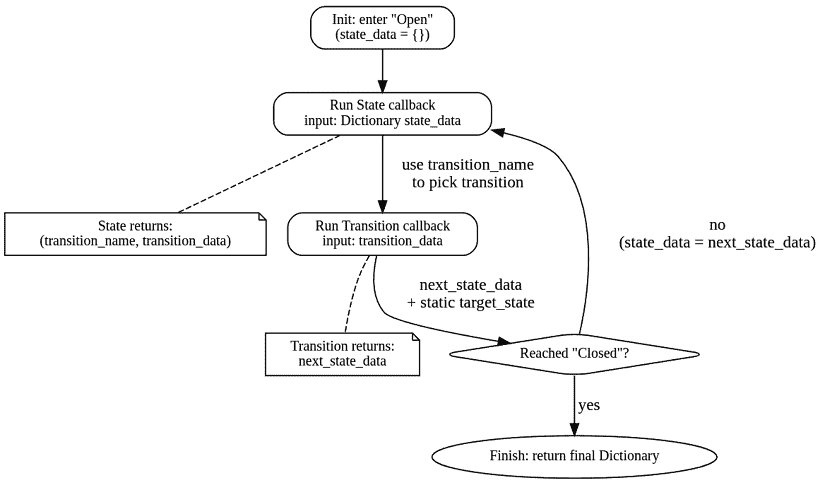 Init: enter "Open"
(state_data = {})
Run State callback
input: Dictionary state_data
use transition_name
to pick transition
State returns:
(transition_name, transition_data)
Run Transition callback
input: transition_data
no
(state_data = next_state_data)
next_state_data
+ static target_state
Transition returns:
next_state_data
Reached "Closed"?
yes
Finish: return final Dictionary